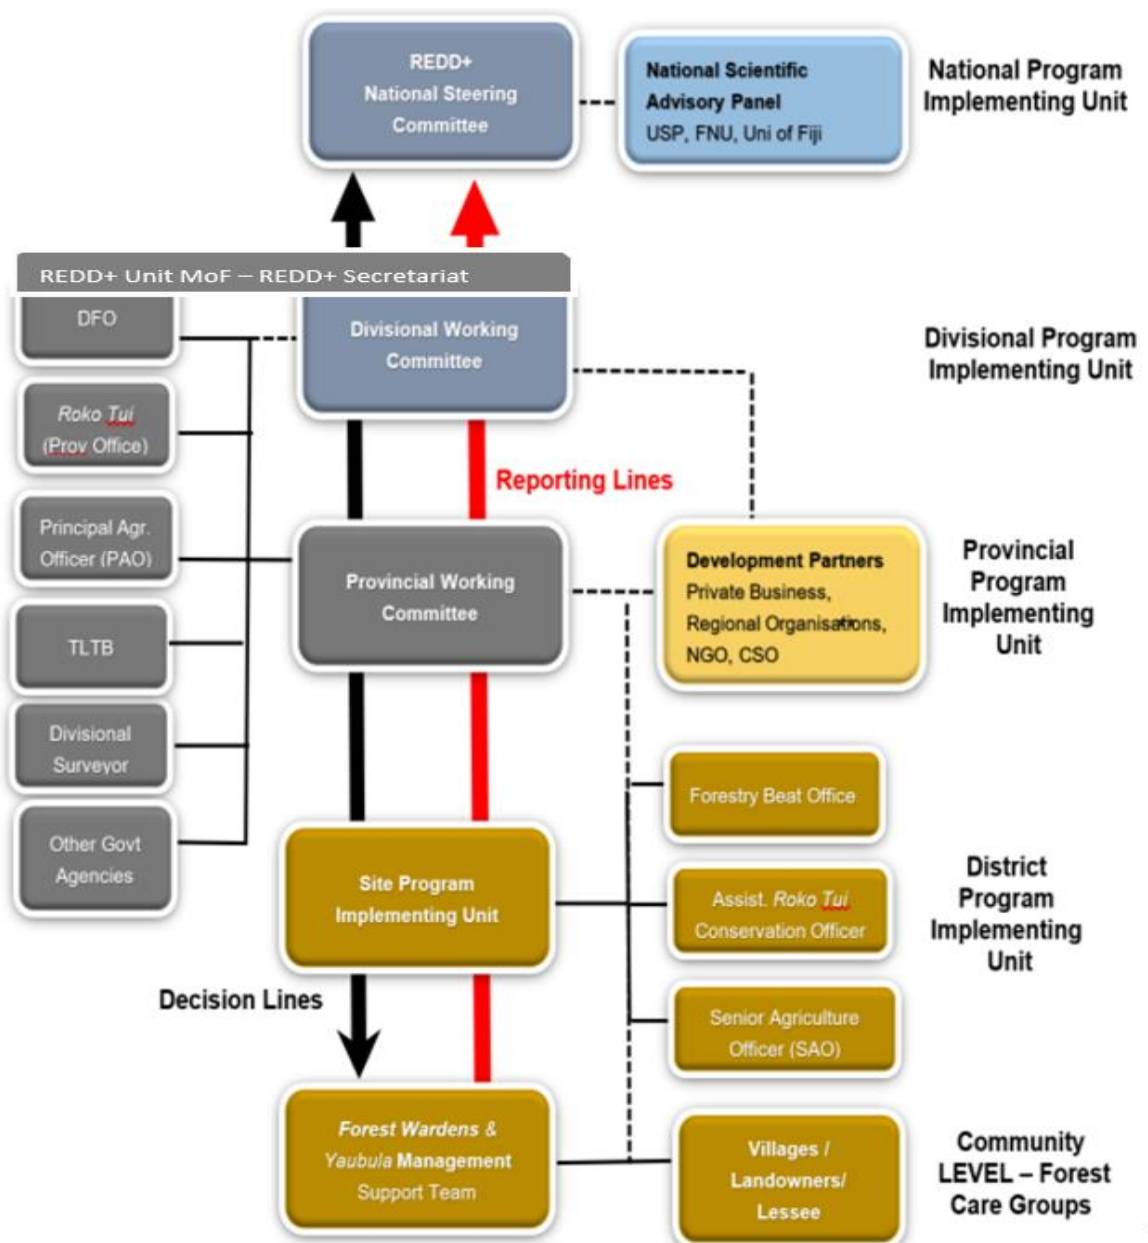 REDD+
National Steering
Committee
National Scientific
Advisory Panel
USP, FNU, Uni of Fiji
National Program
Implementing Unit
REDD+ Unit MoF – REDD+ Secretariat
DFO
Divisional Working
Committee
Divisional Program
Implementing Unit
Roko Tui
(Prov Office)
Reporting Lines
Principal Agr.
Officer (PAO)
Provincial Working
Committee
Development Partners
Private Business,
Regional Organisations,
NGO, CSO
Provincial
Program
Implementing
Unit
TLTB
Divisional
Surveyor
Other Govt
Agencies
Forestry Beat Office
Site Program
Implementing Unit
Assist. Roko Tui
Conservation Officer
District
Program
Implementing
Unit
Decision Lines
Senior Agriculture
Officer (SAO)
Forest Wardens &
Yaubula Management
Support Team
Villages /
Landowners/
Lessee
Community
LEVEL – Forest
Care Groups